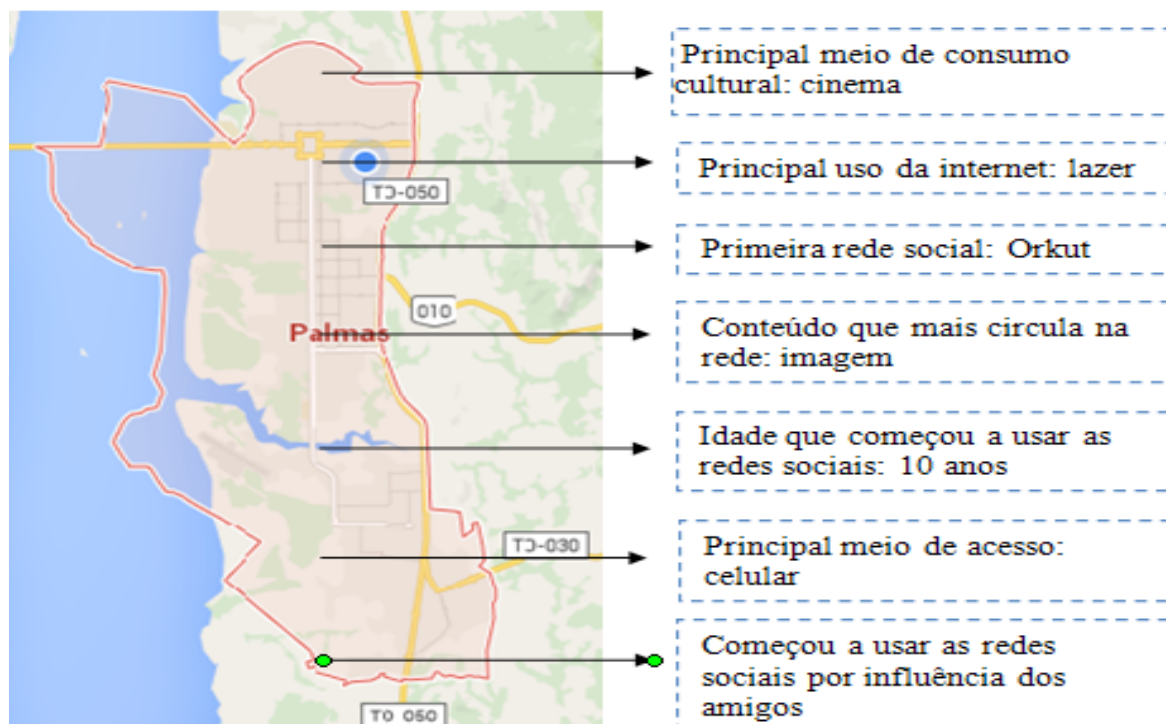 Principal meio de consumo
cultural: cinema
Principal uso da internet: lazer
TO-050
Primeira rede social: Orkut
010
Conteúdo que mais circula na
rede: imagem
Palmas
Idade que começou a usar as
redes sociais: 10 anos
Principal meio de acesso:
celular
TO-030
Começou a usar as redes
sociais por influência dos
amigos
TO 050